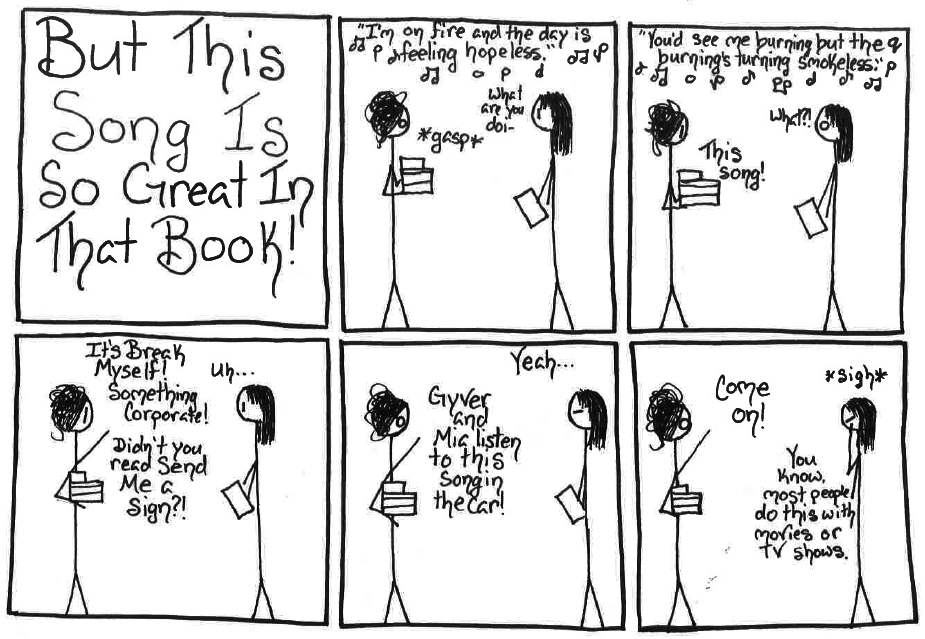 But This
Song Is
So Great In
That Book!
"I'm on fire and the day is
feeling hopeless."
What
are you
doi-
*gasp*
"You'd see me burning but the
burning's turning smokeless."
What?!
This
song!
It's Break
Myself!
Something
Corporate!
Didn't you
read Send
Me a
Sign?!
Uh...
Yeah...
Gyver
and
Mia listen
to this
song in
the car!
Come
on!
*sigh*
You
know,
most people
do this with
movies or
TV shows.